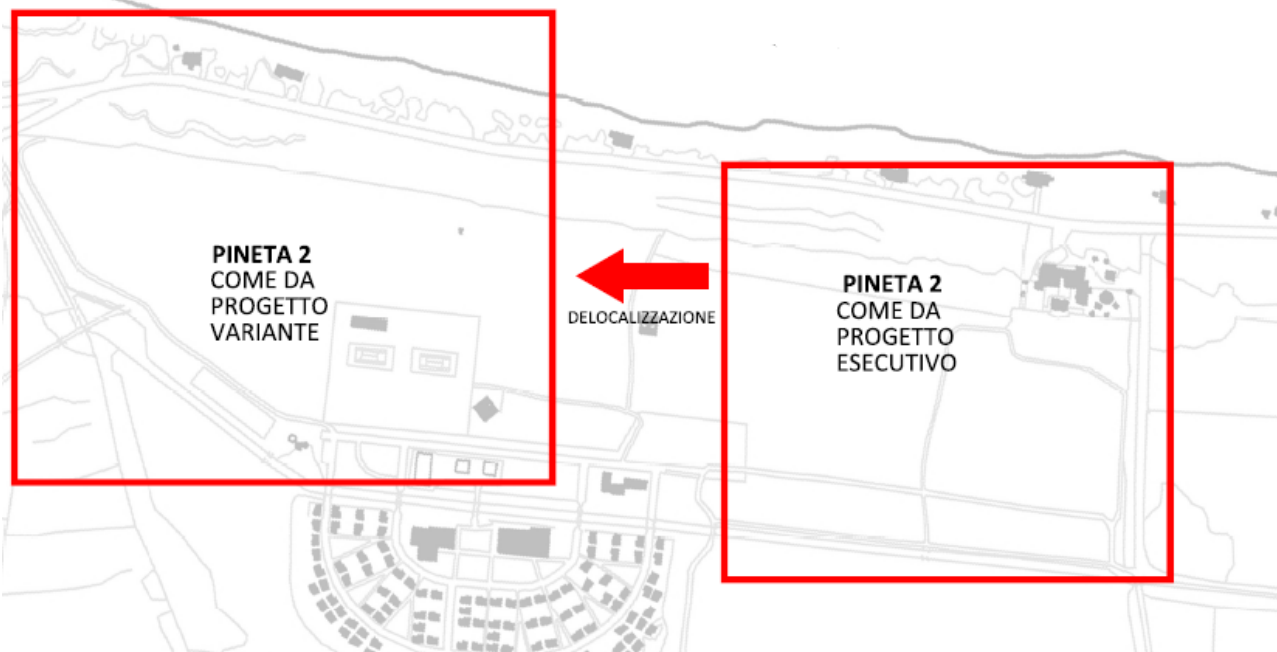 PINETA 2
COME DA
PROGETTO
VARIANTE
DELOCALIZZAZIONE
PINETA 2
COME DA
PROGETTO
ESECUTIVO